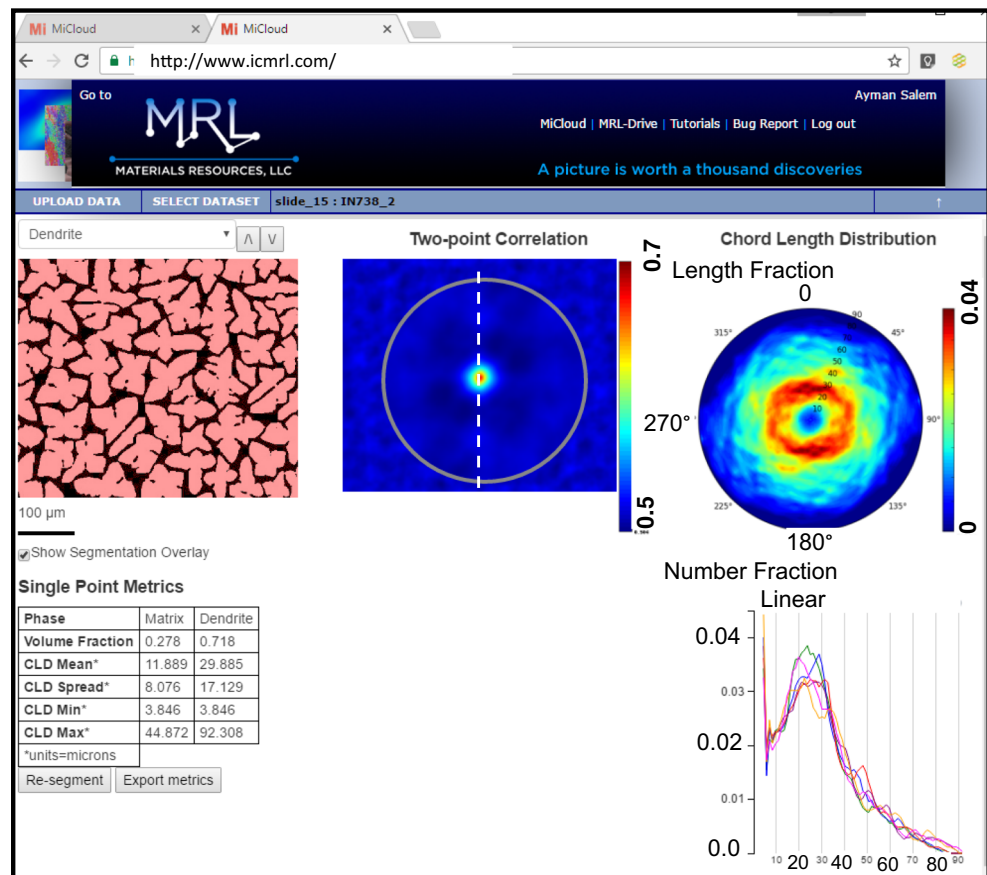 MiCloud
MiCloud
http://www.icmrl.com/
Go to
Ayman Salem
MRL
MATERIALS RESOURCES, LLC
MiCloud | MRL-Drive | Tutorials | Bug Report | Log out
A picture is worth a thousand discoveries
UPLOAD DATA SELECT DATASET slide_15 : IN738_2
Dendrite
100 µm
Show Segmentation Overlay
Single Point Metrics
Phase Matrix Dendrite
Volume Fraction 0.278 0.718
CLD Mean* 11.889 29.885
CLD Spread* 8.076 17.129
CLD Min* 3.846 3.846
CLD Max* 44.872 92.308
*units=microns
Re-segment Export metrics
Two-point Correlation
0.7
0.5
Chord Length Distribution
Length Fraction
0
315° 45°
90
60
50
40
30
20
10
270° 90°
225° 135°
180°
0.04
0
Number Fraction
Linear
0.04
0.03
0.02
0.01
0.0
10 20 30 40 60 70 80 90